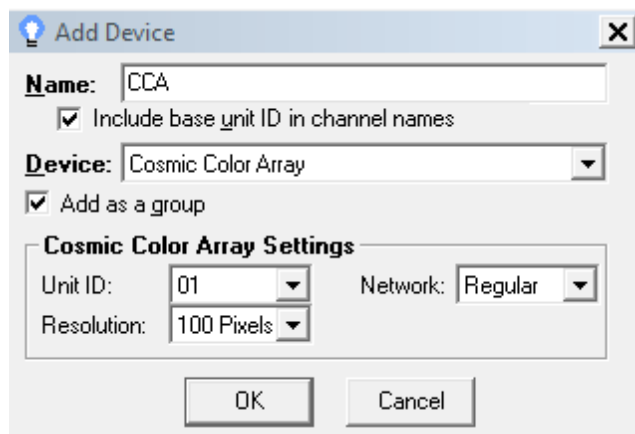 Add Device
Name: CCA
Include base unit ID in channel names
Device: Cosmic Color Array
Add as a group
Cosmic Color Array Settings
Unit ID: 01 Network: Regular
Resolution: 100 Pixels
OK Cancel